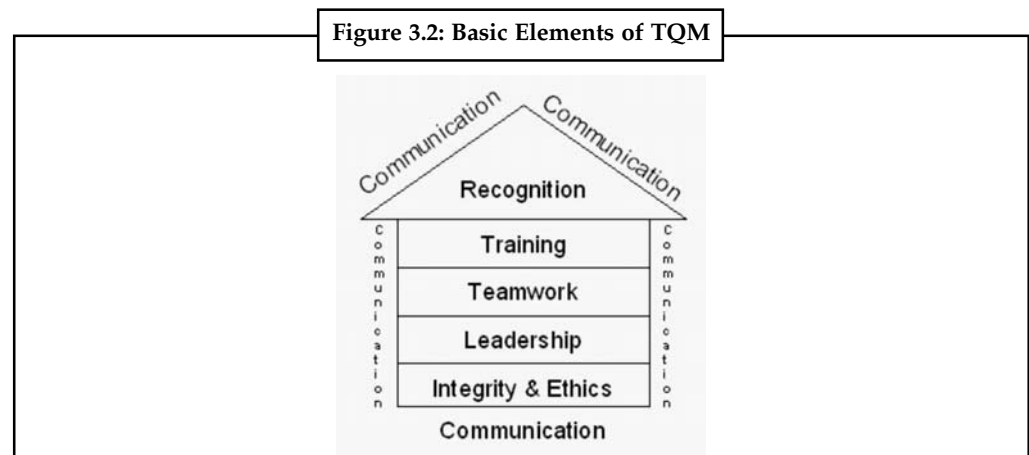 Figure 3.2: Basic Elements of TQM
Communication
Communication
Recognition
Communication
Communication
Training
Teamwork
Leadership
Integrity & Ethics
Communication